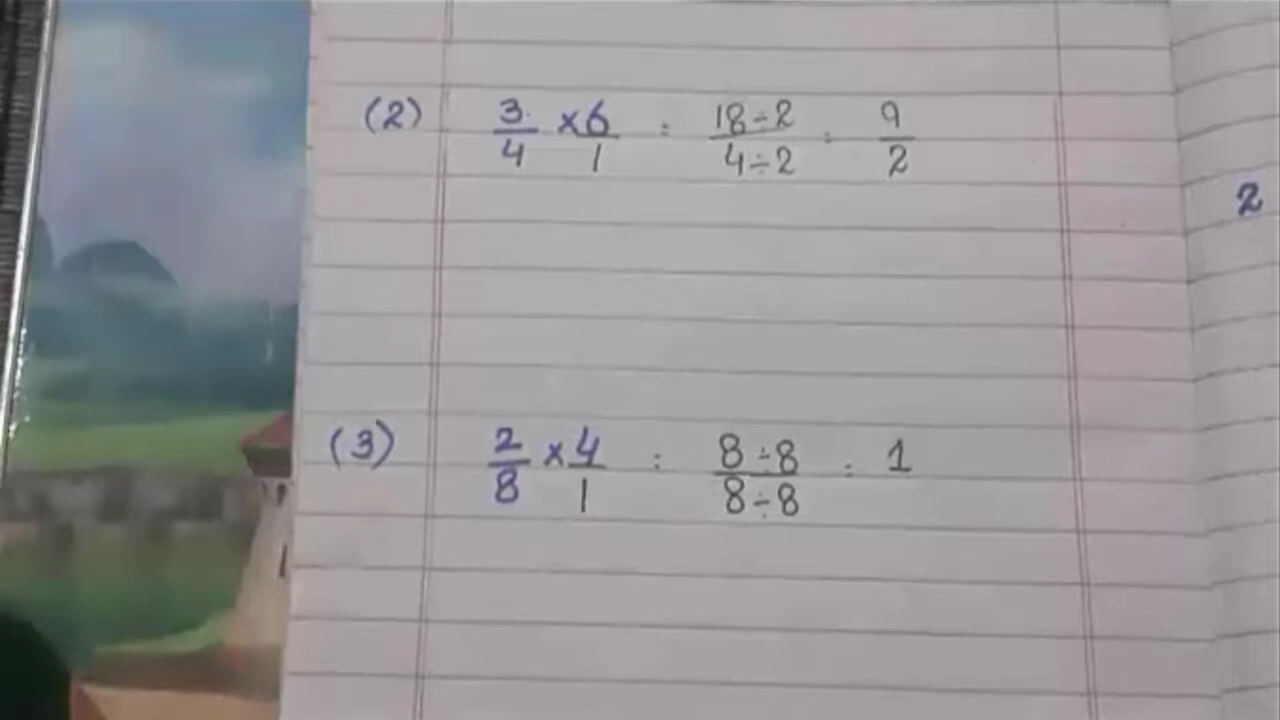 (2) 3/4 × 6/1 = 18÷2/4÷2 = 9/2
2
(3) 2/8 × 4/1 = 8÷8/8÷8 = 1